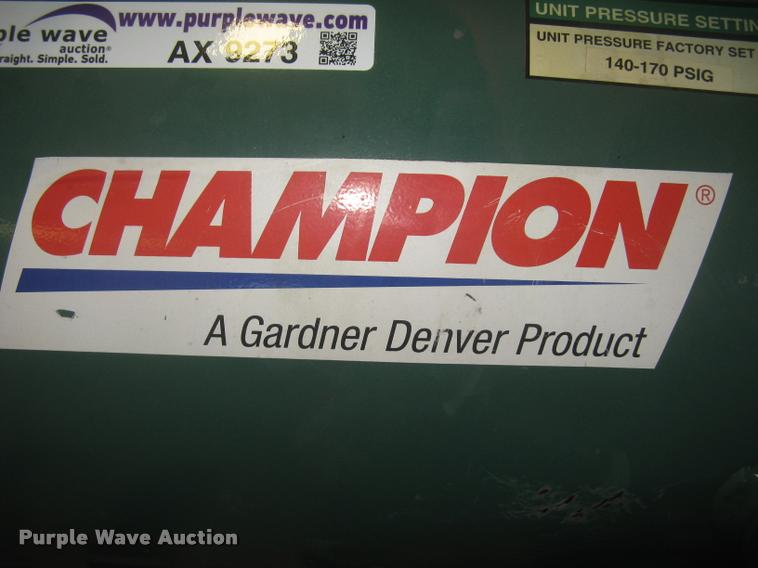 ple wave
auction®
raight. Simple. Sold.
www.purplewave.com
AX 9273
UNIT PRESSURE SETTIN
UNIT PRESSURE FACTORY SET
140-170 PSIG
CHAMPION®
A Gardner Denver Product
Purple Wave Auction